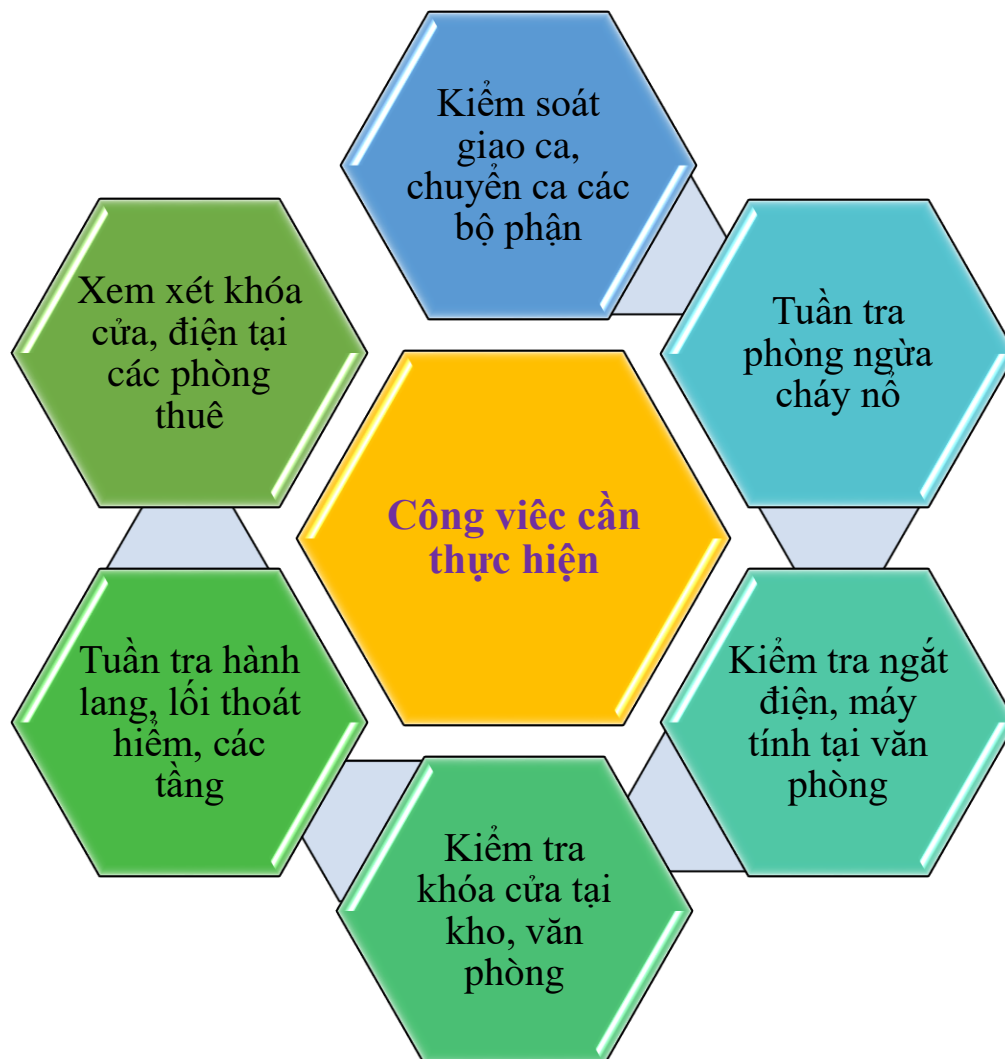 Kiểm soát
giao ca,
chuyển ca các
bộ phận
Tuần tra
phòng ngừa
cháy nổ
Kiểm tra ngắt
điện, máy
tính tại văn
phòng
Kiểm tra
khóa cửa tại
kho, văn
phòng
Tuần tra hành
lang, lối thoát
hiểm, các
tầng
Xem xét khóa
cửa, điện tại
các phòng
thuê
Công viêc cần
thực hiện